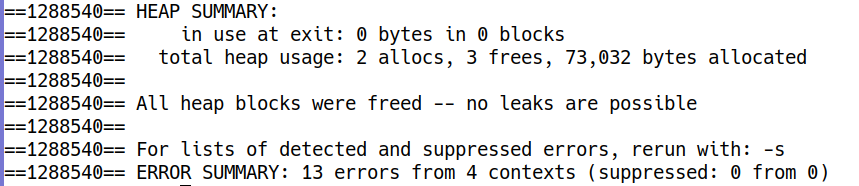 ==1288540== HEAP SUMMARY:
==1288540==     in use at exit: 0 bytes in 0 blocks
==1288540==   total heap usage: 2 allocs, 3 frees, 73,032 bytes allocated
==1288540==
==1288540== All heap blocks were freed -- no leaks are possible
==1288540==
==1288540== For lists of detected and suppressed errors, rerun with: -s
==1288540== ERROR SUMMARY: 13 errors from 4 contexts (suppressed: 0 from 0)